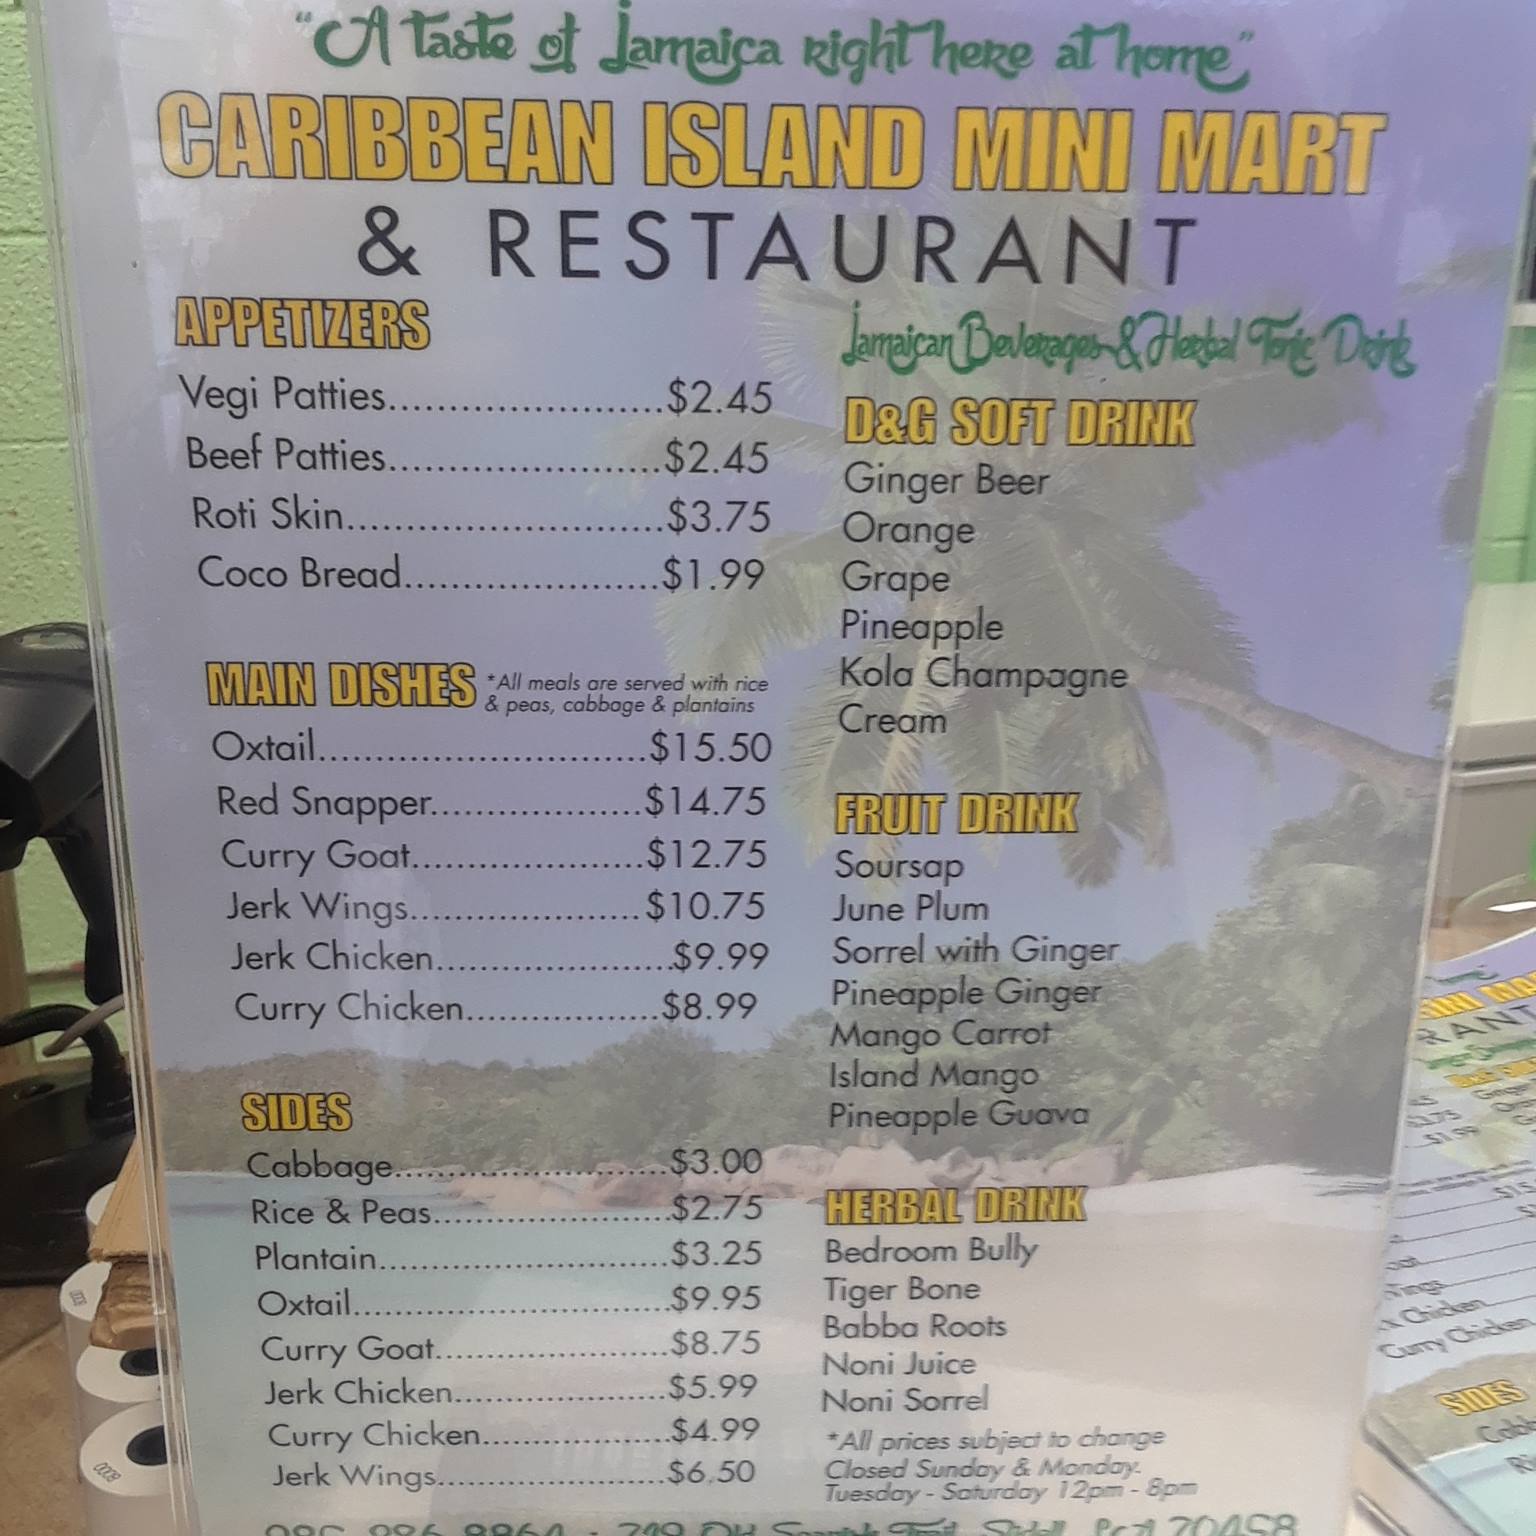 "A taste of Jamaica right here at home"
CARIBBEAN ISLAND MINI MART
& RESTAURANT
APPETIZERS
Vegi Patties.......................$2.45
Beef Patties.......................$2.45
Roti Skin...........................$3.75
Coco Bread.....................$1.99
MAIN DISHES *All meals are served with rice
& peas, cabbage & plantains
Oxtail............................$15.50
Red Snapper..................$14.75
Curry Goat....................$12.75
Jerk Wings....................$10.75
Jerk Chicken.....................$9.99
Curry Chicken...................$8.99
SIDES
Cabbage.........................$3.00
Rice & Peas......................$2.75
Plantain...........................$3.25
Oxtail..............................$9.95
Curry Goat......................$8.75
Jerk Chicken.....................$5.99
Curry Chicken..................$4.99
Jerk Wings.......................$6.50
Jamaican Beverages & Herbal Tonic Drink
D&G SOFT DRINK
Ginger Beer
Orange
Grape
Pineapple
Kola Champagne
Cream
FRUIT DRINK
Soursap
June Plum
Sorrel with Ginger
Pineapple Ginger
Mango Carrot
Island Mango
Pineapple Guava
HERBAL DRINK
Bedroom Bully
Tiger Bone
Babba Roots
Noni Juice
Noni Sorrel
*All prices subject to change
Closed Sunday & Monday.
Tuesday - Saturday 12pm - 8pm
Curry Chicken
SIDES